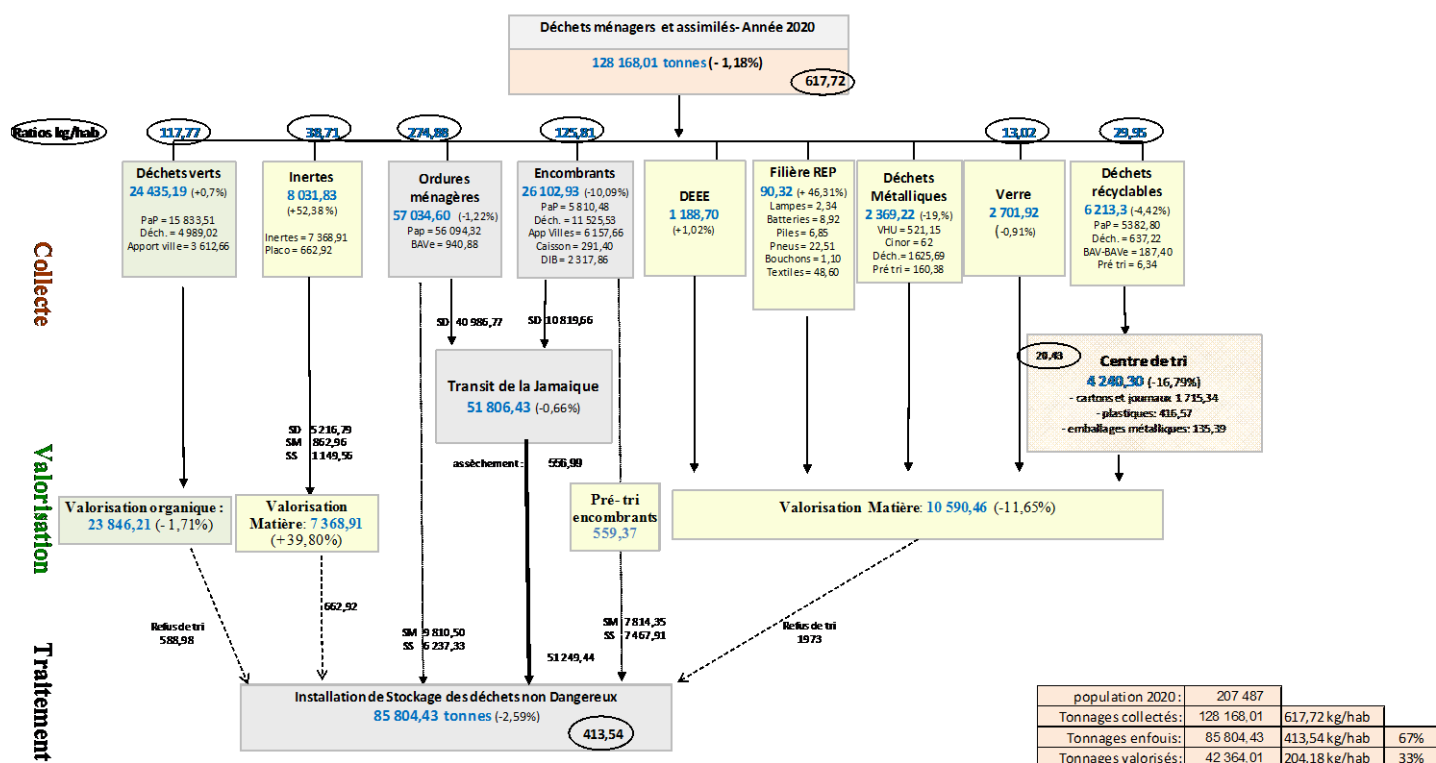 Déchets ménagers et assimilés- Année 2020
128 168,01 tonnes (- 1,18%)
617,72
Ratios kg/hab
117,77
38,71
274,88
125,81
13,02
29,95
Colecte
Déchets verts
24 435,19 (+0,7%)
PaP = 15 833,51
Déch. = 4 989,02
Apport ville = 3 612,66
Inertes
8 031,83
(+52,38%)
Inertes = 7 368,91
Placo = 662,92
Ordures
ménagères
57 034,60 (-1,22%)
Pap = 56 094,32
BAVe = 940,88
Encombrants
26 102,93 (-10,09%)
PaP = 5 810,48
Déch. = 11 525,53
App Villes = 6 157,66
Caisson = 291,40
DIB = 2 317,86
DEEE
1 188,70
(+1,02%)
Filière REP
90,32 (+ 46,31%)
Lampes = 2,34
Batteries = 8,92
Piles = 6,85
Pneus = 22,51
Bouchons = 1,10
Textiles = 48,60
Déchets
Métalliques
2 369,22 (-19,%)
VHU = 521,15
Cinor = 62
Déch. = 1625,69
Pré tri = 160,38
Verre
2 701,92
(-0,91%)
Déchets
récyclables
6 213,3 (-4,42%)
PaP = 5382,80
Déch. = 637,22
BAV-BAVe = 187,40
Pré tri = 6,34
SD 40 986,77
SD 10 819,66
Transit de la Jamaique
51 806,43 (-0,66%)
20,43
Centre de tri
4 240,30 (-16,79%)
- cartons et journaux: 1 715,34
- plastiques: 416,57
- emballages métalliques: 135,39
Valorisation
SD 5 216,79
SM 862,96
SS 1149,56
assèchement : 556,99
Valorisation organique :
23 846,21 (- 1,71%)
Valorisation
Matière: 7 368,91
(+39,80%)
Pré- tri
encombrants
559,37
Valorisation Matière: 10 590,46 (-11,65%)
Traitement
Refus de tri
588,98
662,92
SM 9 810,50
SS 6 237,33
51 249,44
SM 7 814,35
SS 7 467,91
Refus de tri
1973
Installation de Stockage des déchets non Dangereux
85 804,43 tonnes (-2,59%)
413,54
population 2020: 207 487
Tonnages collectés: 128 168,01 617,72 kg/hab
Tonnages enfouis: 85 804,43 413,54 kg/hab 67%
Tonnages valorisés: 42 364,01 204,18 kg/hab 33%